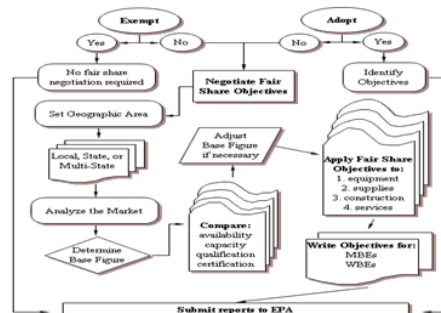 Exempt
Adopt
Yes
No
No
Yes
No fair share
negotiation required
Negotiate Fair
Share Objectives
Identify
Objectives
Set Geographic Area
Local, State, or
Multi-State
Adjust
Base Figure
if necessary
Apply Fair Share
Objectives to:
1. equipment
2. supplies
3. construction
4. services
Analyze the Market
Compare:
availability
capacity
qualification
certification
Determine
Base Figure
Write Objectives for:
MBEs
WBEs
Submit reports to EPA